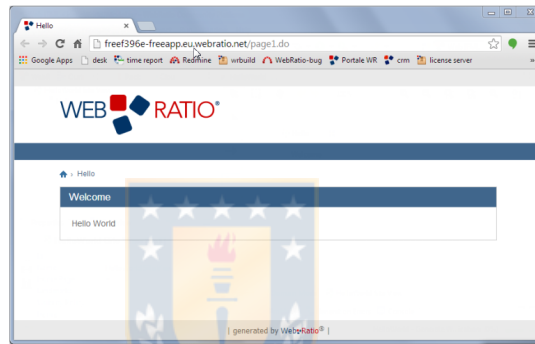 Hello
freef396e-freeapp.eu.webratio.net/page1.do
Google Apps desk time report Redmine wrbuild WebRatio-bug Portale WR crm license server »
WEB RATIO®
› Hello
Welcome
Hello World
| generated by WebRatio® |